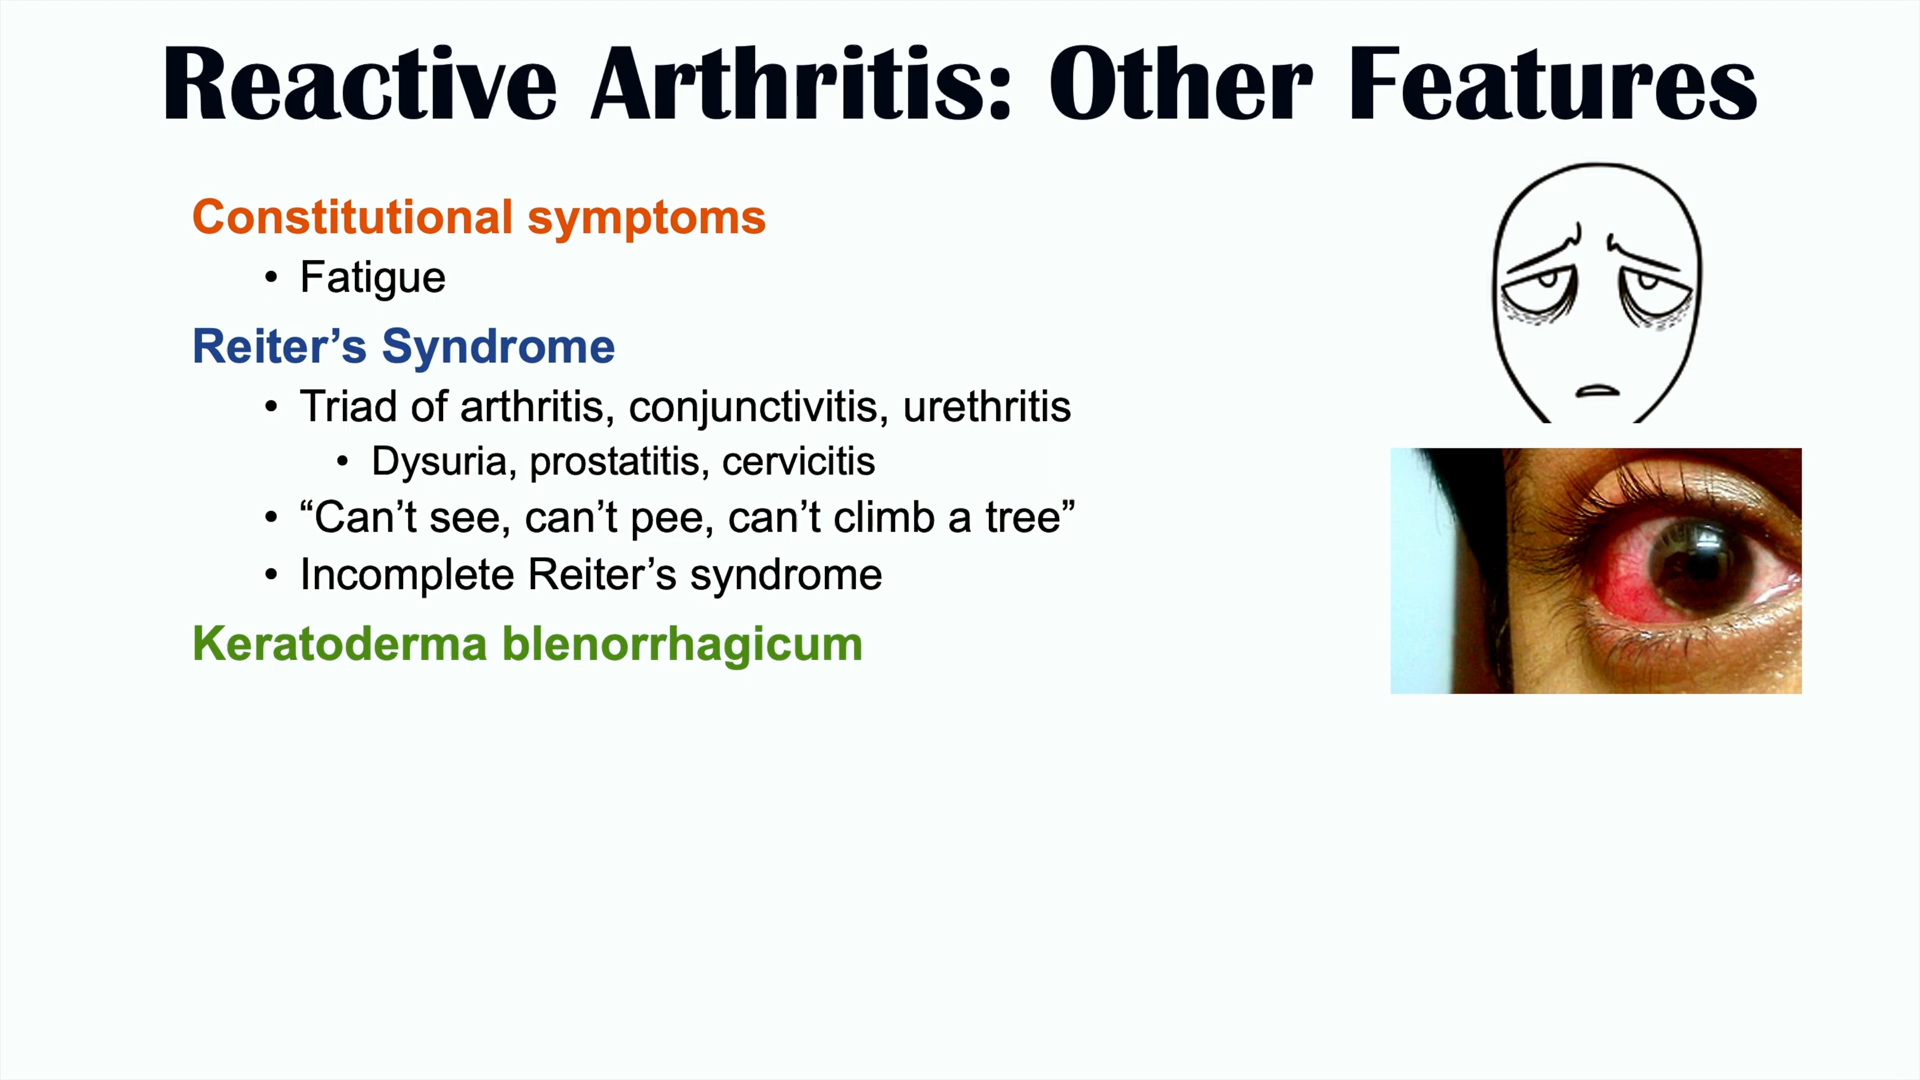 Reactive Arthritis: Other Features
Constitutional symptoms
• Fatigue
Reiter’s Syndrome
• Triad of arthritis, conjunctivitis, urethritis
• Dysuria, prostatitis, cervicitis
• “Can’t see, can’t pee, can’t climb a tree”
• Incomplete Reiter’s syndrome
Keratoderma blenorrhagicum